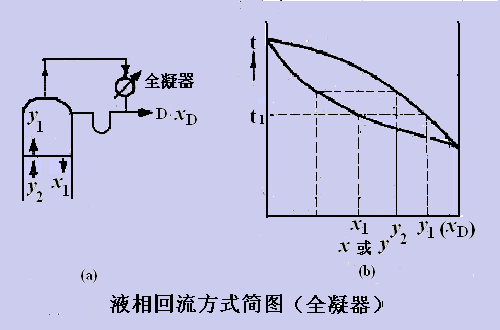 全凝器
D · xD
y1
y2
x1
(a)
t
t1
x1
y2
y1 (xD)
x 或 y
(b)
液相回流方式简图（全凝器）